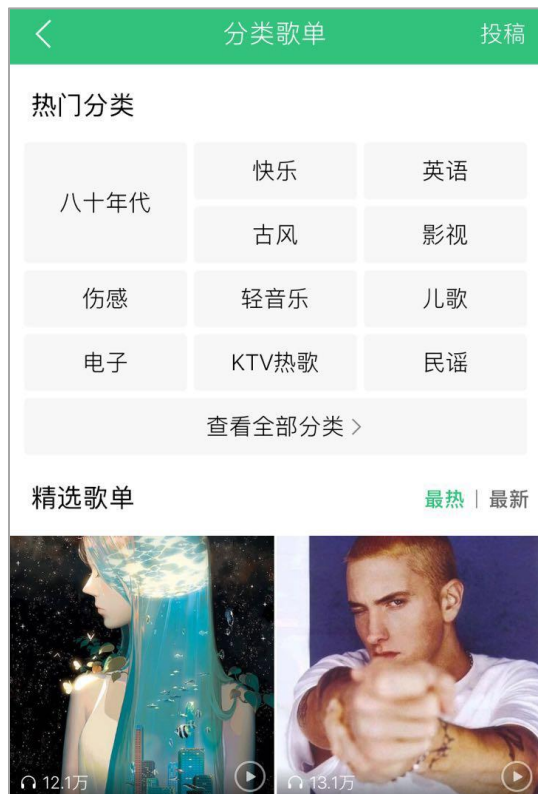 分类歌单 投稿
热门分类
八十年代
快乐 英语
古风 影视
伤感 轻音乐 儿歌
电子 KTV热歌 民谣
查看全部分类 >
精选歌单 最热 | 最新
12.1万 13.1万